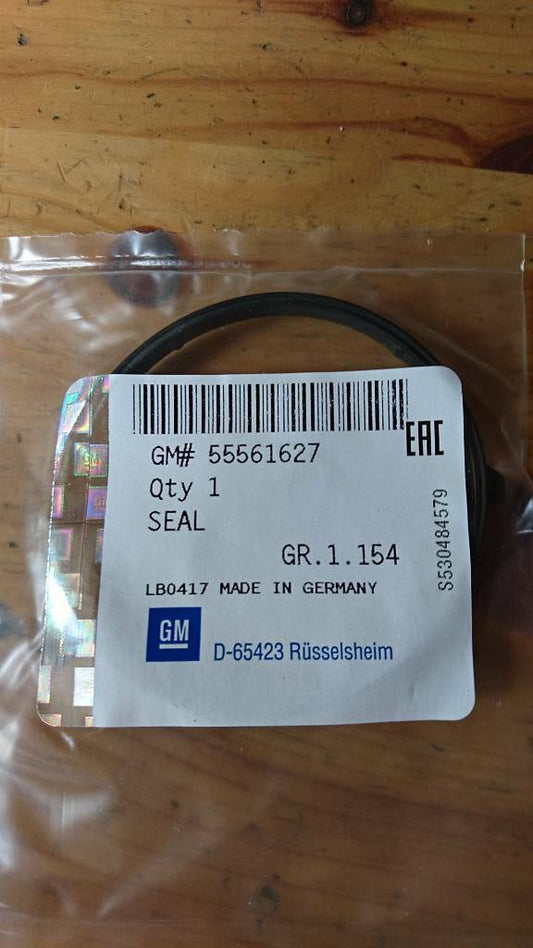 EAC
GM# 55561627
Qty 1
SEAL
GR.1.154
LB0417 MADE IN GERMANY
S530484579
GM
D-65423 Rüsselsheim